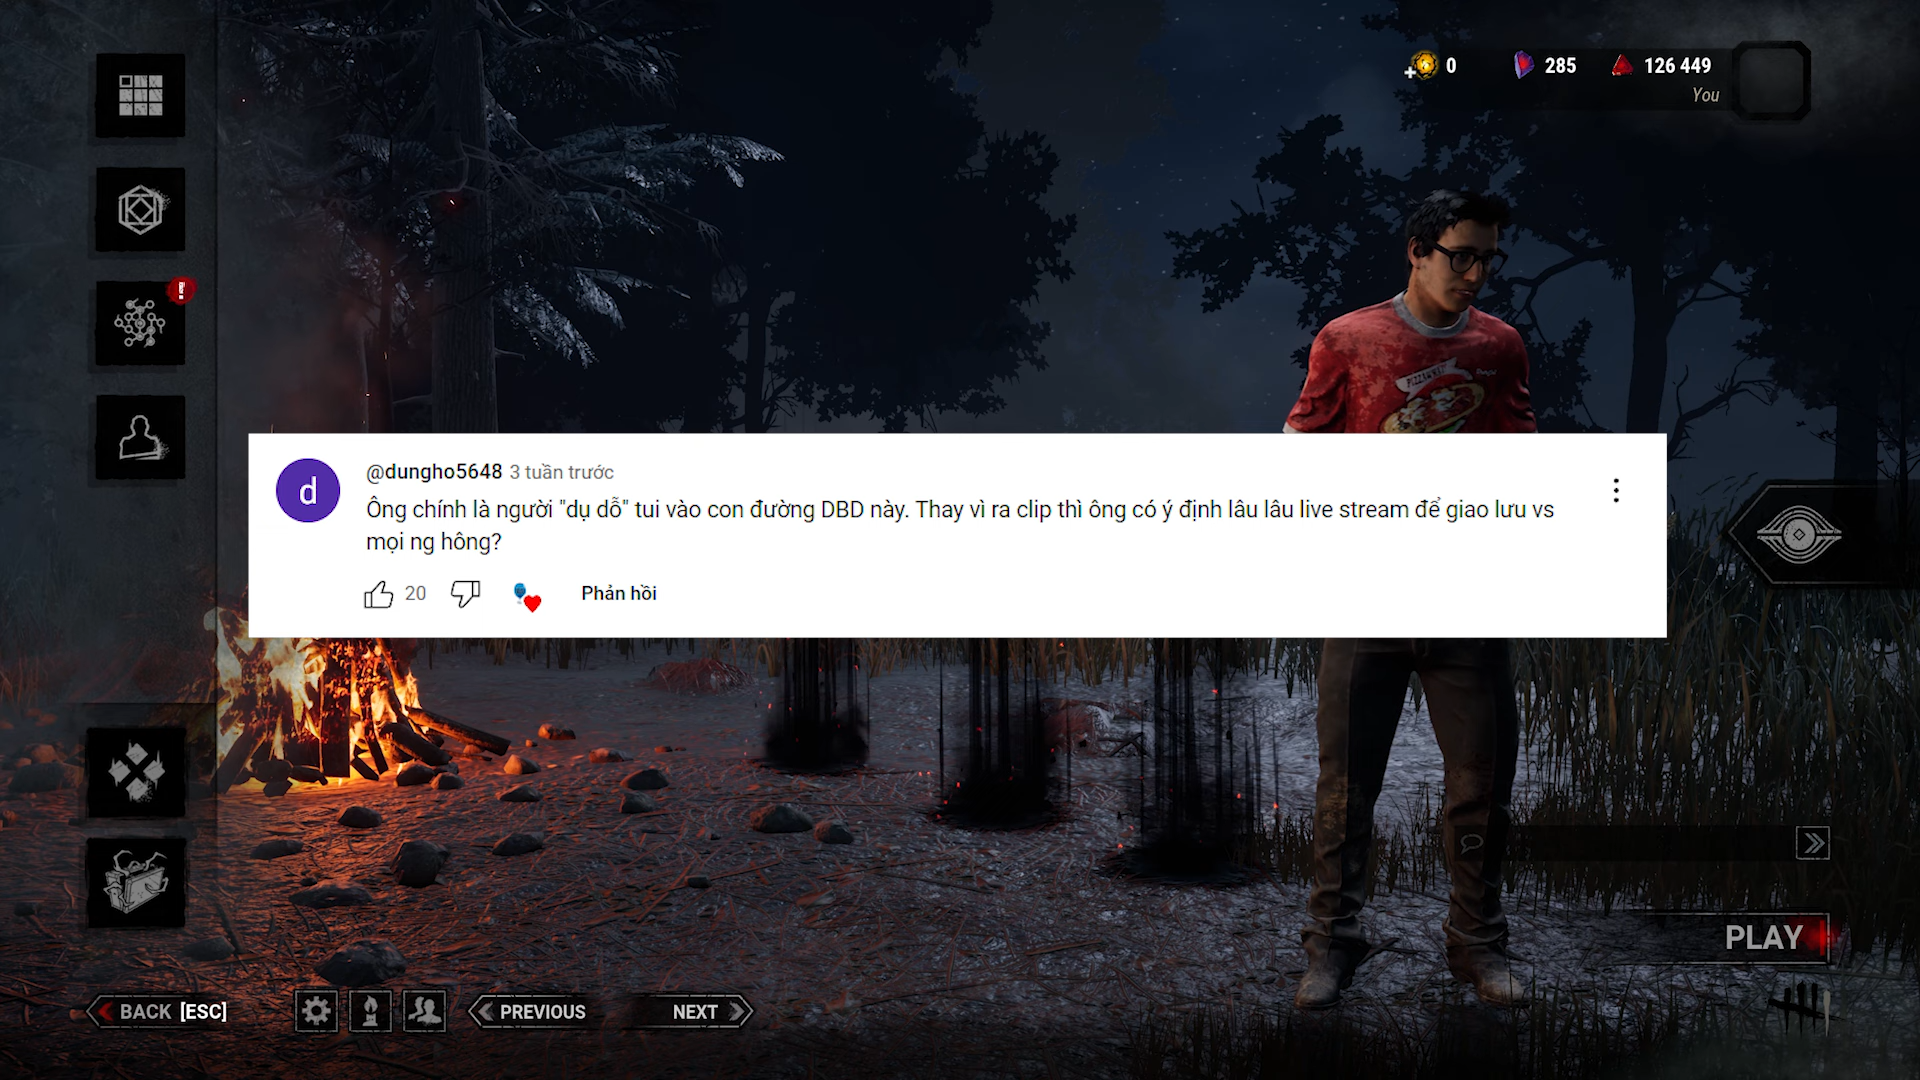 0
285
126 449
You
PIZZAWHAT
@dungho5648 3 tuần trước
Ông chính là người "dụ dỗ" tui vào con đường DBD này. Thay vì ra clip thì ông có ý định lâu lâu live stream để giao lưu vs
mọi ng hông?
d
20
Phản hồi
PLAY
BACK [ESC]
PREVIOUS
NEXT